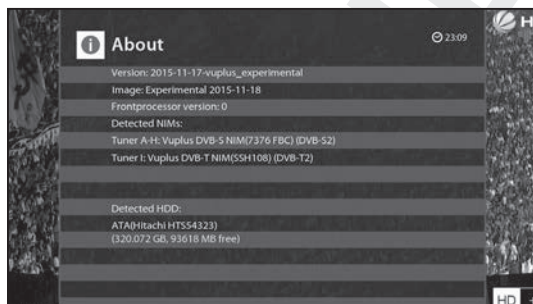 About
23:09
H
Version: 2015-11-17-vuplus_experimental
Image: Experimental 2015-11-18
Frontprocessor version: 0
Detected NIMs:
Tuner A-H: Vuplus DVB-S NIM(7376 FBC) (DVB-S2)
Tuner I: Vuplus DVB-T NIM(SSH108) (DVB-T2)
Detected HDD:
ATA(Hitachi HTS54323)
(320.072 GB, 93618 MB free)
HD